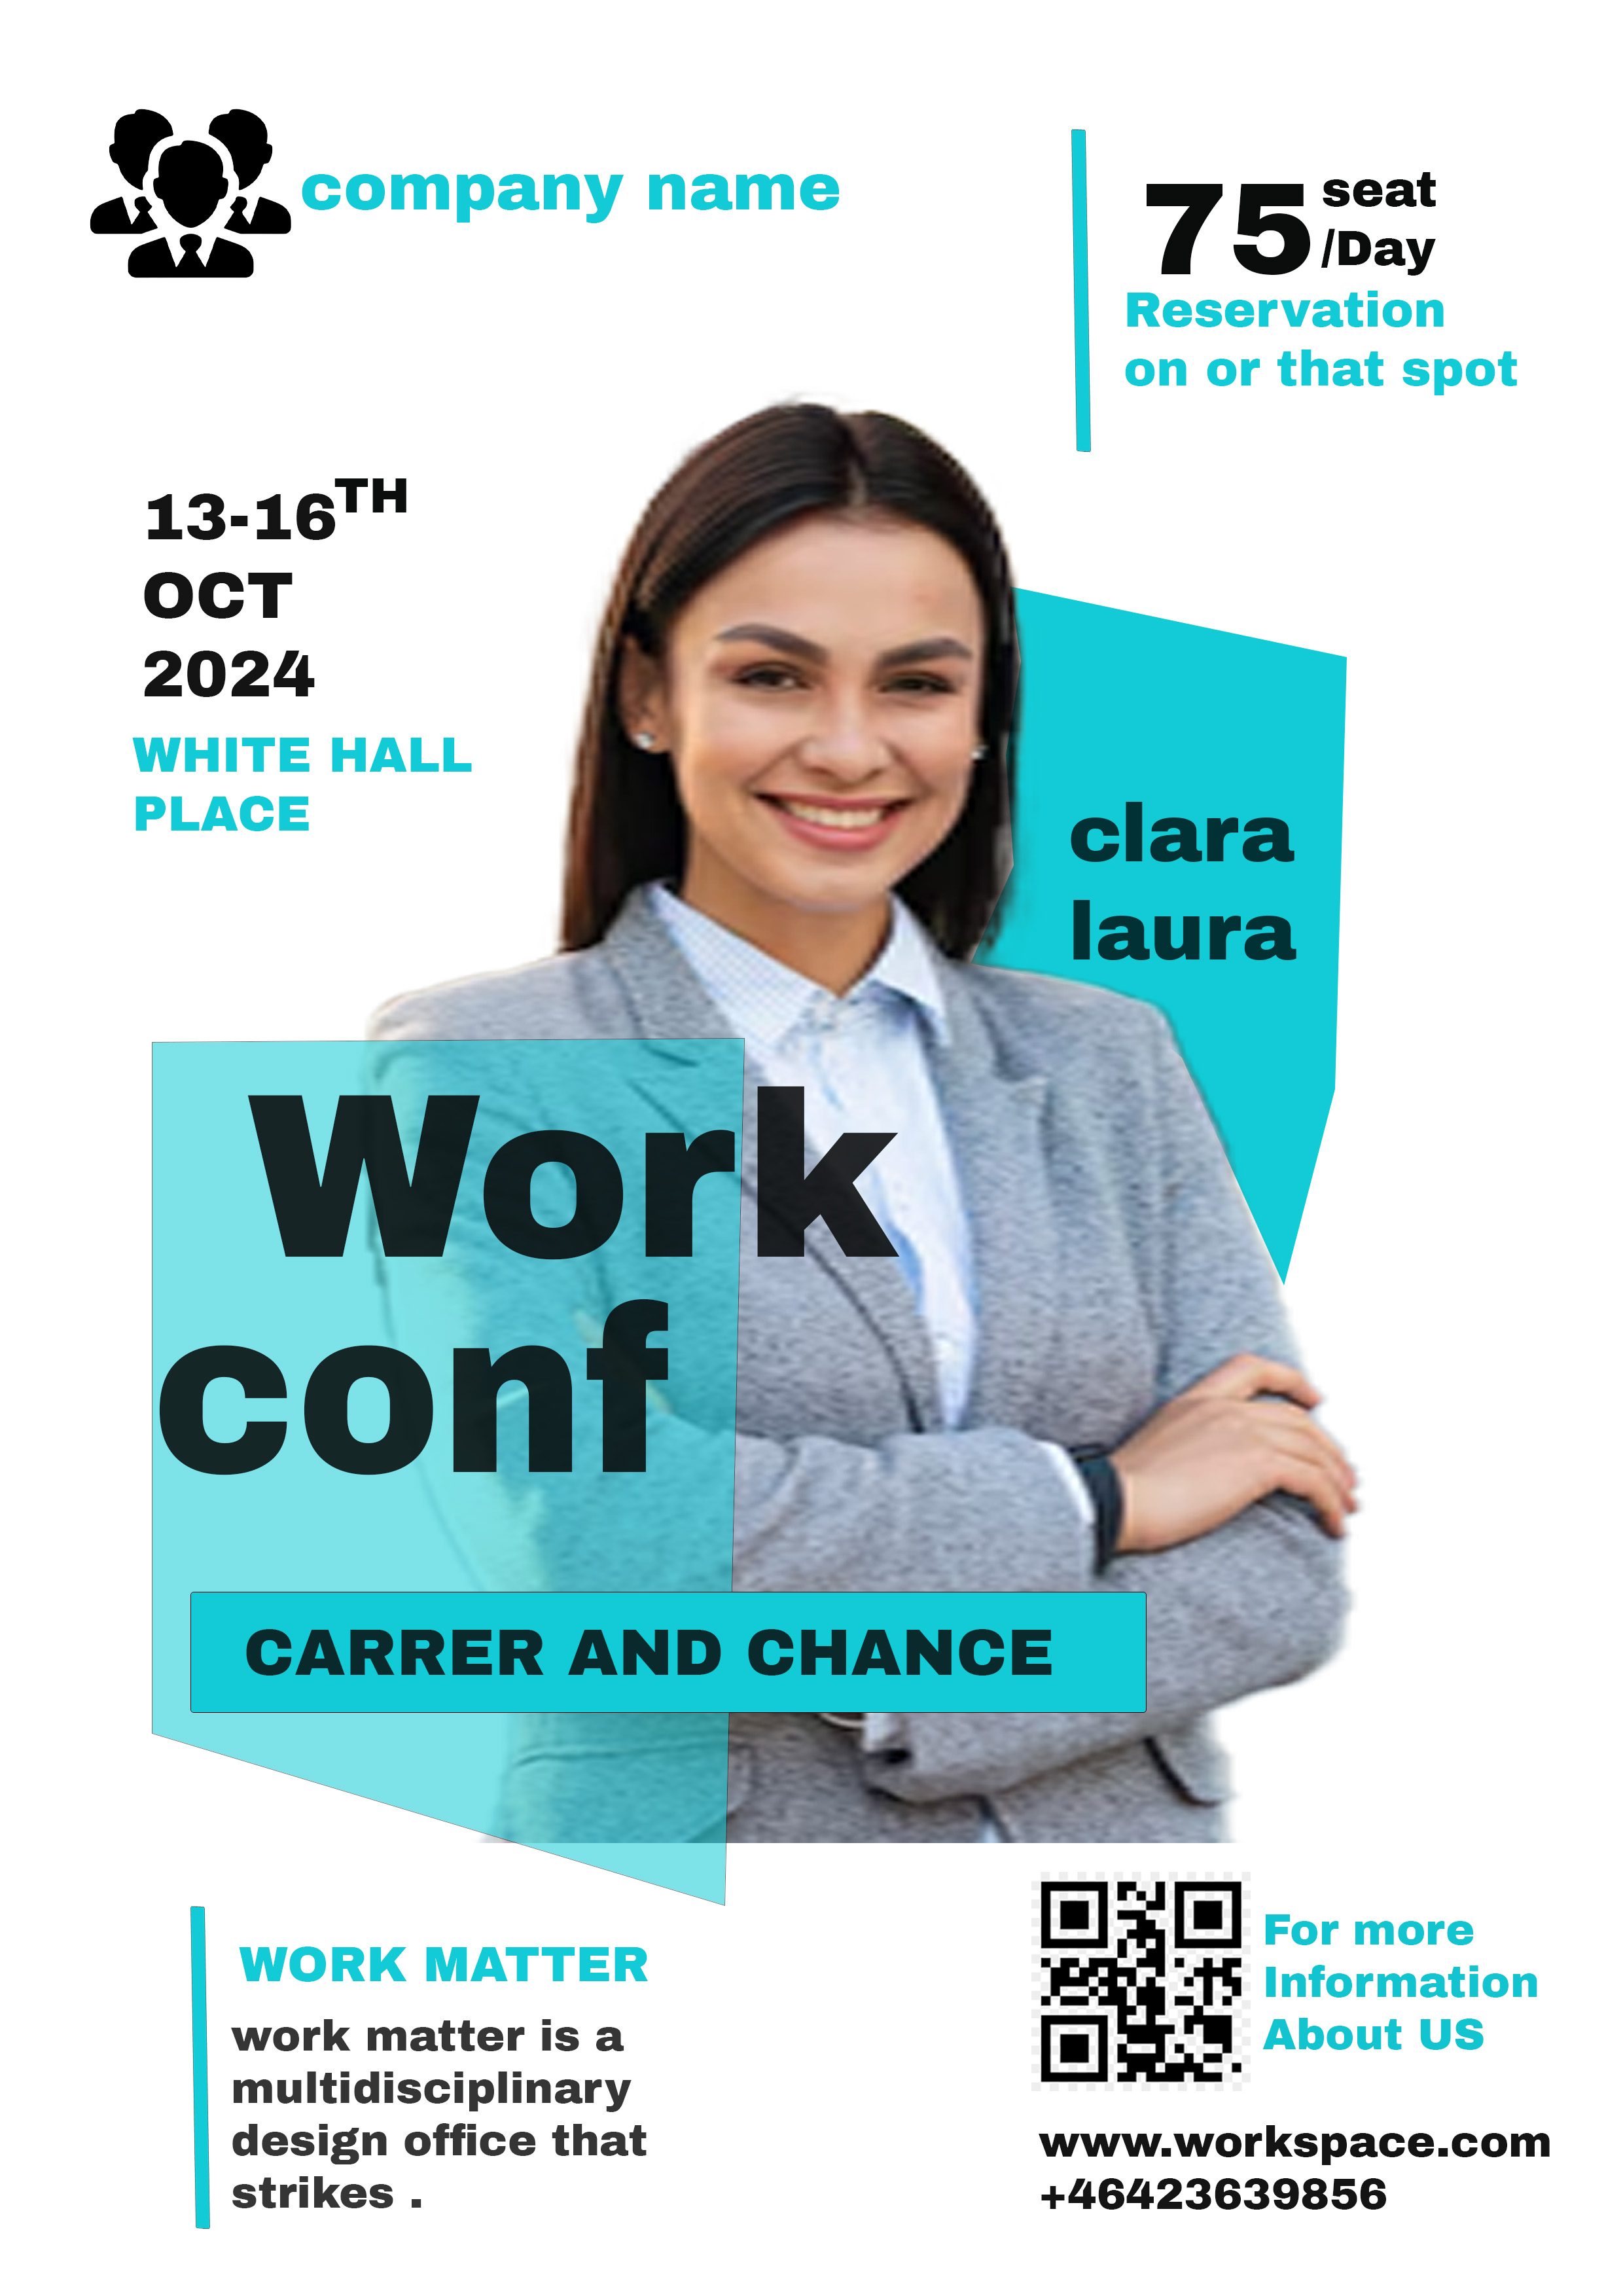 company name
75 seat
/Day
Reservation
on or that spot
13-16TH
OCT
2024
WHITE HALL
PLACE
clara
laura
Work
conf
CARRER AND CHANCE
WORK MATTER
work matter is a
multidisciplinary
design office that
strikes .
For more
Information
About US
www.workspace.com
+46423639856